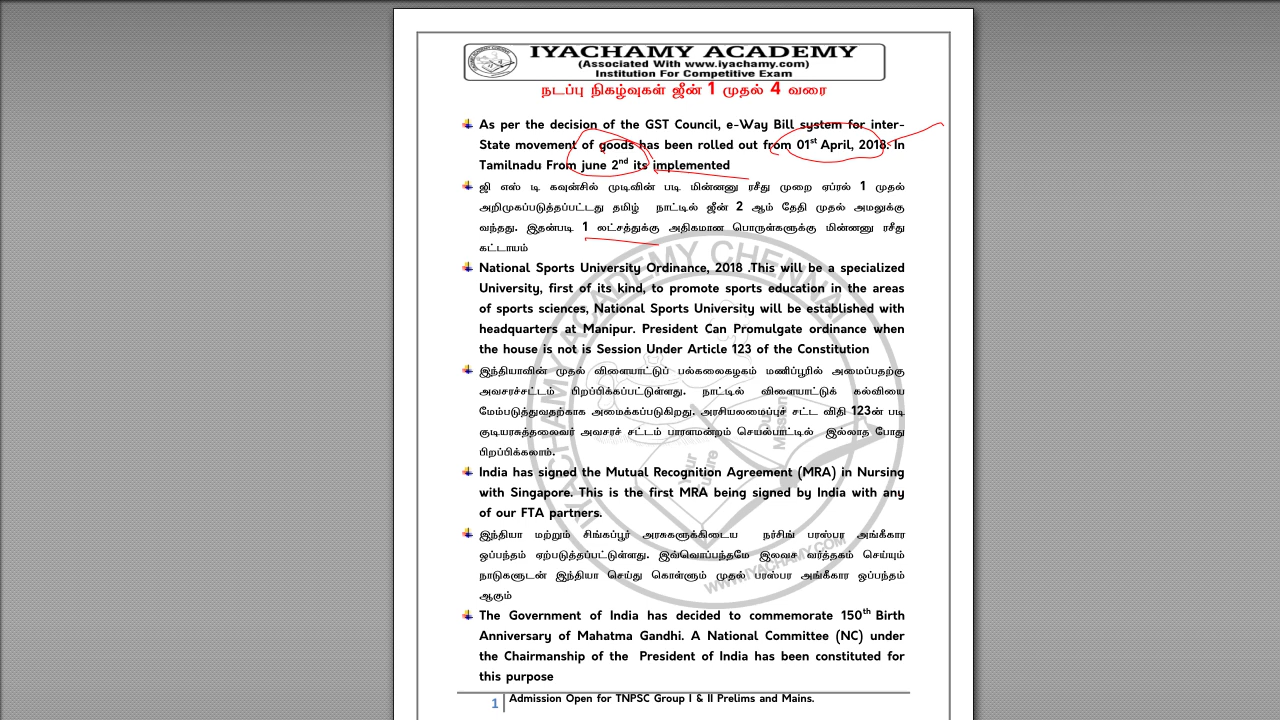 IYACHAMY ACADEMY
(Associated With www.iyachamy.com)
Institution For Competitive Exam
நடப்பு நிகழ்வுகள் ஜீன் 1 முதல் 4 வரை
As per the decision of the GST Council, e-Way Bill system for inter-
State movement of goods has been rolled out from 01st April, 2018. In
Tamilnadu From june 2nd its implemented
ஜி எஸ் டி கவுன்சில் முடிவின் படி மின்னணு ரசீது முறை ஏப்ரல் 1 முதல்
அறிமுகப்படுத்தப்பட்டது தமிழ் நாட்டில் ஜீன் 2 ஆம் தேதி முதல் அமலுக்கு
வந்தது. இதன்படி 1 லட்சத்துக்கு அதிகமான பொருள்களுக்கு மின்னணு ரசீது
கட்டாயம்
National Sports University Ordinance, 2018 .This will be a specialized
University, first of its kind, to promote sports education in the areas
of sports sciences, National Sports University will be established with
headquarters at Manipur. President Can Promulgate ordinance when
the house is not is Session Under Article 123 of the Constitution
இந்தியாவின் முதல் விளையாட்டுப் பல்கலைகழகம் மணிப்பூரில் அமைப்பதற்கு
அவசரச்சட்டம் பிறப்பிக்கப்பட்டுள்ளது. நாட்டில் விளையாட்டுக் கல்வியை
மேம்படுத்துவதற்காக அமைக்கப்படுகிறது. அரசியலமைப்புச் சட்ட விதி 123ன் படி
குடியரசுத்தலைவர் அவசரச் சட்டம் பாராளமன்றம் செயல்பாட்டில் இல்லாத போது
பிறப்பிக்கலாம்.
India has signed the Mutual Recognition Agreement (MRA) in Nursing
with Singapore. This is the first MRA being signed by India with any
of our FTA partners.
இந்தியா மற்றும் சிங்கப்பூர் அரசுகளுக்கிடைய நர்சிங் பரஸ்பர அங்கீகார
ஒப்பந்தம் ஏற்படுத்தப்பட்டுள்ளது. இவ்வொப்பந்தமே இலவச வர்த்தகம் செய்யும்
நாடுகளுடன் இந்தியா செய்து கொள்ளும் முதல் பரஸ்பர அங்கீகார ஒப்பந்தம்
ஆகும்
The Government of India has decided to commemorate 150th Birth
Anniversary of Mahatma Gandhi. A National Committee (NC) under
the Chairmanship of the President of India has been constituted for
this purpose
1 Admission Open for TNPSC Group I & II Prelims and Mains.
IYACHAMY ACADEMY CHENNAI
Your Future
Our Mission
WWW.IYACHAMY.COM